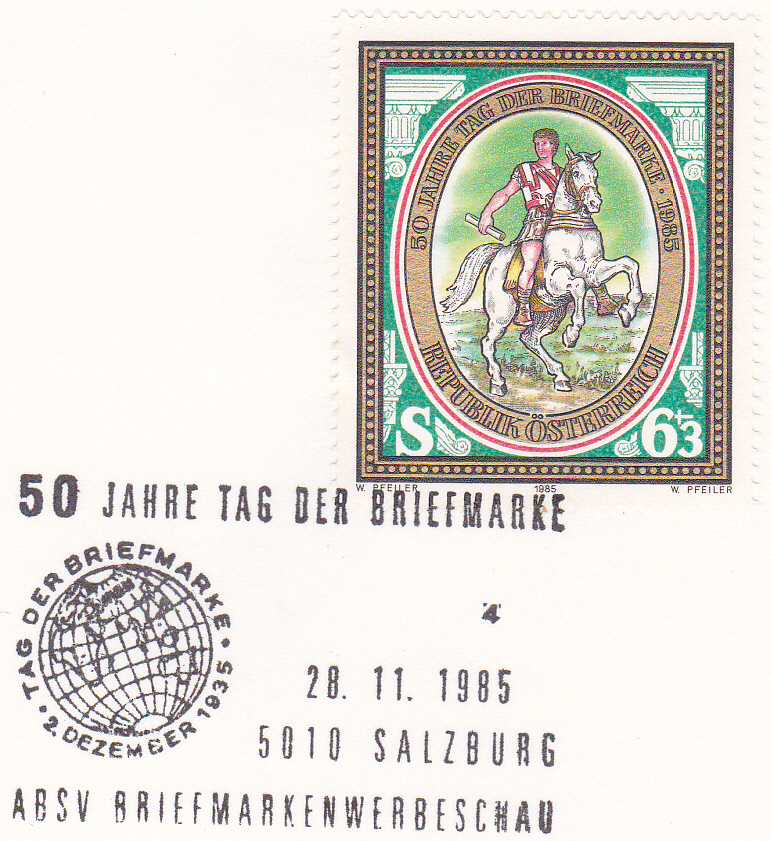 50 JAHRE TAG DER BRIEFMARKE · 1985
REPUBLIK ÖSTERREICH
S 6+3
W. PFEILER 1985 W. PFEILER
50 JAHRE TAG DER BRIEFMARKE
TAG DER BRIEFMARKE
• 2. DEZEMBER 1935 •
4
28. 11. 1985
5010 SALZBURG
ABSV BRIEFMARKENWERBESCHAU